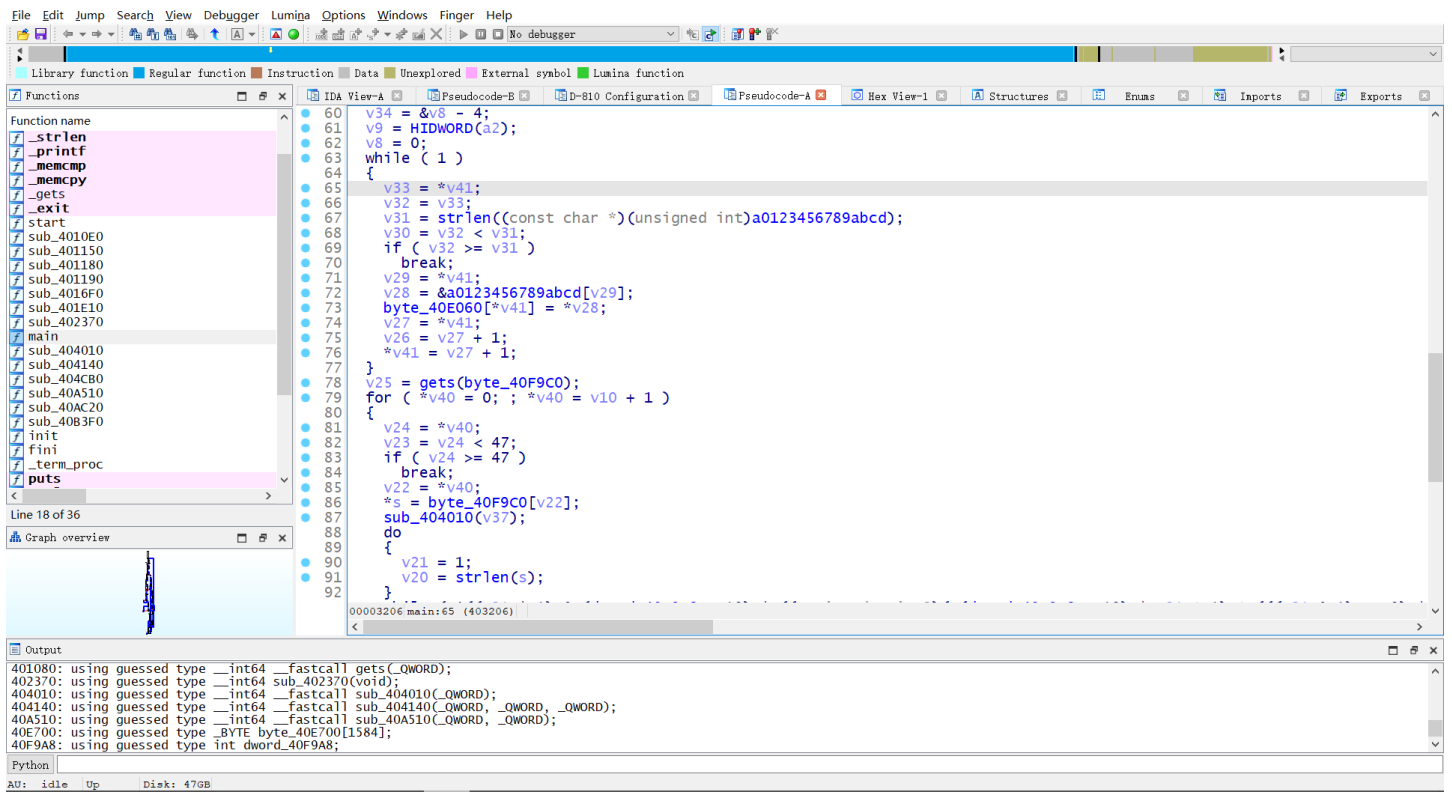 File Edit Jump Search View Debugger Lumina Options Windows Finger Help
No debugger
Library function Regular function Instruction Data Unexplored External symbol Lumina function
Functions
IDA View-A Pseudocode-B D-810 Configuration Pseudocode-A Hex View-1 Structures Enums Imports Exports
Function name
_strlen
_printf
_memcmp
_memcpy
_gets
_exit
start
sub_4010E0
sub_401150
sub_401180
sub_401190
sub_4016F0
sub_401E10
sub_402370
main
sub_404010
sub_404140
sub_404CB0
sub_40A510
sub_40AC20
sub_40B3F0
init
fini
_term_proc
puts
Line 18 of 36
Graph overview
60 v34 = &v8 - 4;
61 v9 = HIDWORD(a2);
62 v8 = 0;
63 while ( 1 )
64 {
65 v33 = *v41;
66 v32 = v33;
67 v31 = strlen((const char *)(unsigned int)a0123456789abcd);
68 v30 = v32 < v31;
69 if ( v32 >= v31 )
70 break;
71 v29 = *v41;
72 v28 = &a0123456789abcd[v29];
73 byte_40E060[*v41] = *v28;
74 v27 = *v41;
75 v26 = v27 + 1;
76 *v41 = v27 + 1;
77 }
78 v25 = gets(byte_40F9C0);
79 for ( *v40 = 0; ; *v40 = v10 + 1 )
80 {
81 v24 = *v40;
82 v23 = v24 < 47;
83 if ( v24 >= 47 )
84 break;
85 v22 = *v40;
86 *s = byte_40F9C0[v22];
87 sub_404010(v37);
88 do
89 {
90 v21 = 1;
91 v20 = strlen(s);
92 }
00003206 main:65 (403206)
Output
401080: using guessed type __int64 __fastcall gets(_QWORD);
402370: using guessed type __int64 sub_402370(void);
404010: using guessed type __int64 __fastcall sub_404010(_QWORD);
404140: using guessed type __int64 __fastcall sub_404140(_QWORD, _QWORD, _QWORD);
40A510: using guessed type __int64 __fastcall sub_40A510(_QWORD, _QWORD);
40E700: using guessed type _BYTE byte_40E700[1584];
40F9A8: using guessed type int dword_40F9A8;
Python
AU: idle Up Disk: 47GB